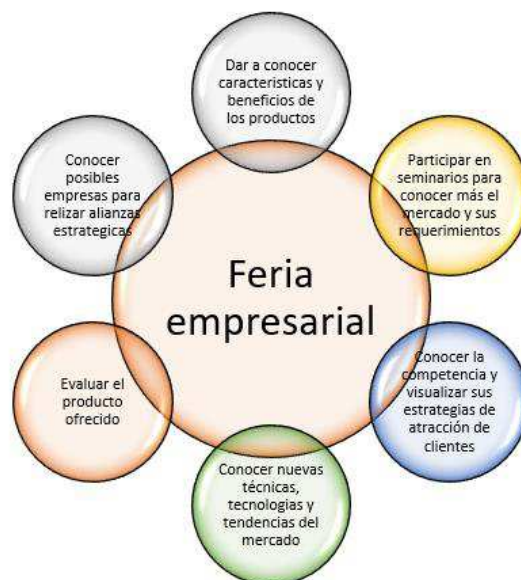 Dar a conocer
caracteristicas y
beneficios de
los productos
Participar en
seminarios para
conocer más el
mercado y sus
requerimientos
Conocer la
competencia y
visualizar sus
estrategias de
atracción de
clientes
Conocer nuevas
técnicas,
tecnologias y
tendencias del
mercado
Evaluar el
producto
ofrecido
Conocer
posibles
empresas para
relizar alianzas
estrategicas
Feria
empresarial